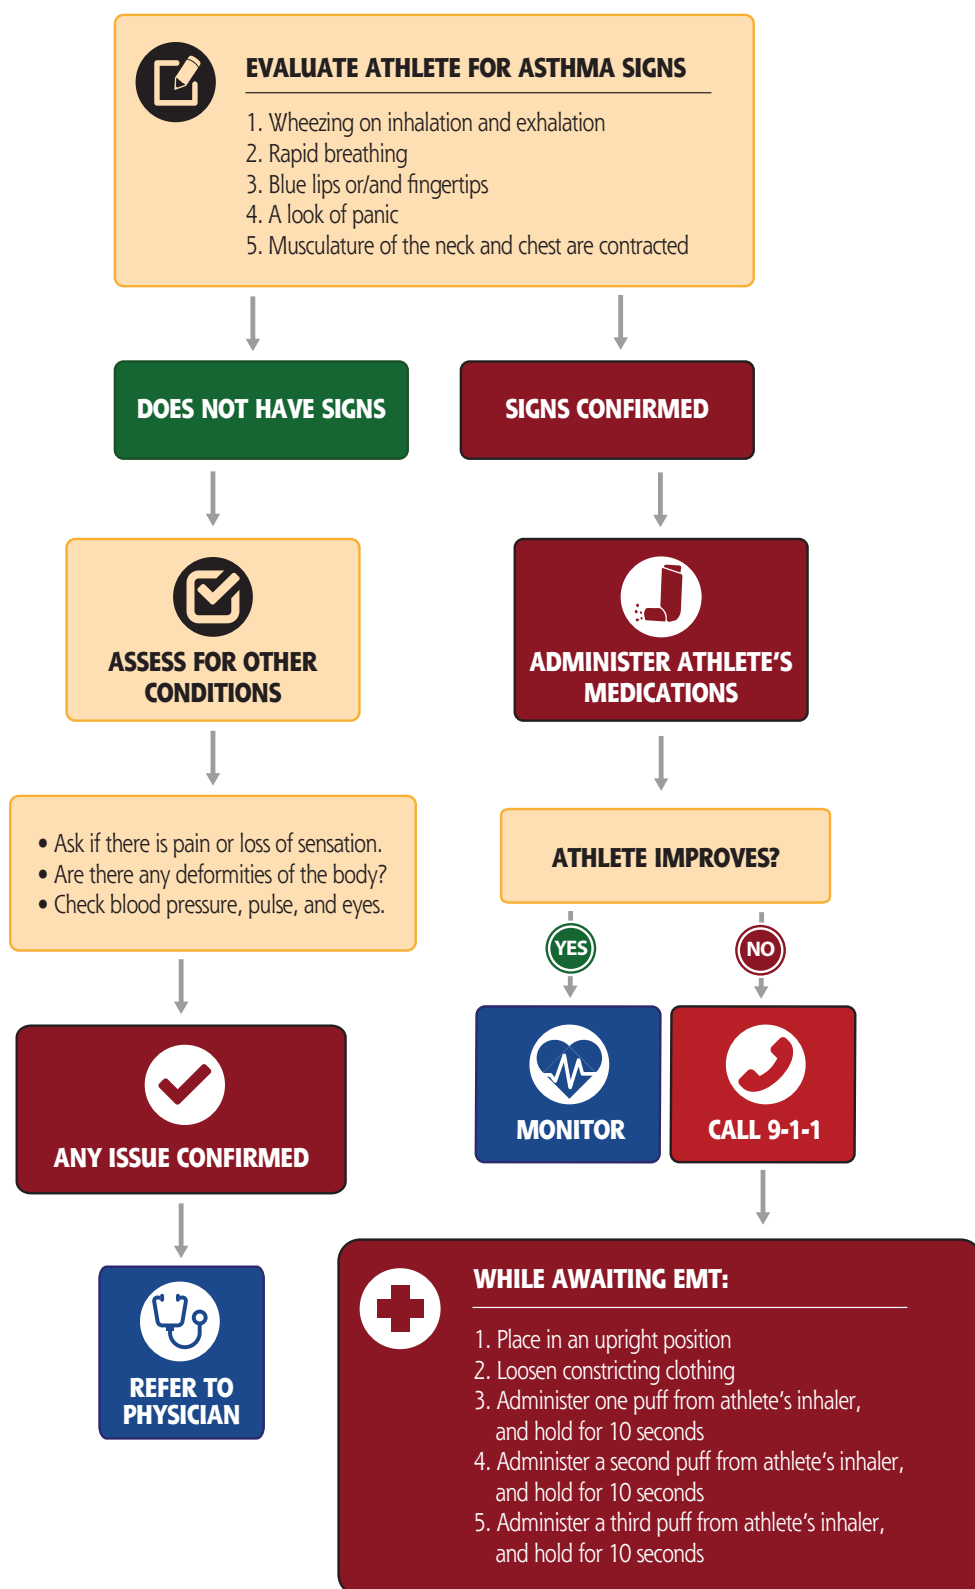 EVALUATE ATHLETE FOR ASTHMA SIGNS
1. Wheezing on inhalation and exhalation
2. Rapid breathing
3. Blue lips or/and fingertips
4. A look of panic
5. Musculature of the neck and chest are contracted
DOES NOT HAVE SIGNS
SIGNS CONFIRMED
ASSESS FOR OTHER
CONDITIONS
ADMINISTER ATHLETE'S
MEDICATIONS
• Ask if there is pain or loss of sensation.
• Are there any deformities of the body?
• Check blood pressure, pulse, and eyes.
ATHLETE IMPROVES?
YES
NO
ANY ISSUE CONFIRMED
MONITOR
CALL 9-1-1
REFER TO
PHYSICIAN
WHILE AWAITING EMT:
1. Place in an upright position
2. Loosen constricting clothing
3. Administer one puff from athlete's inhaler,
and hold for 10 seconds
4. Administer a second puff from athlete's inhaler,
and hold for 10 seconds
5. Administer a third puff from athlete's inhaler,
and hold for 10 seconds